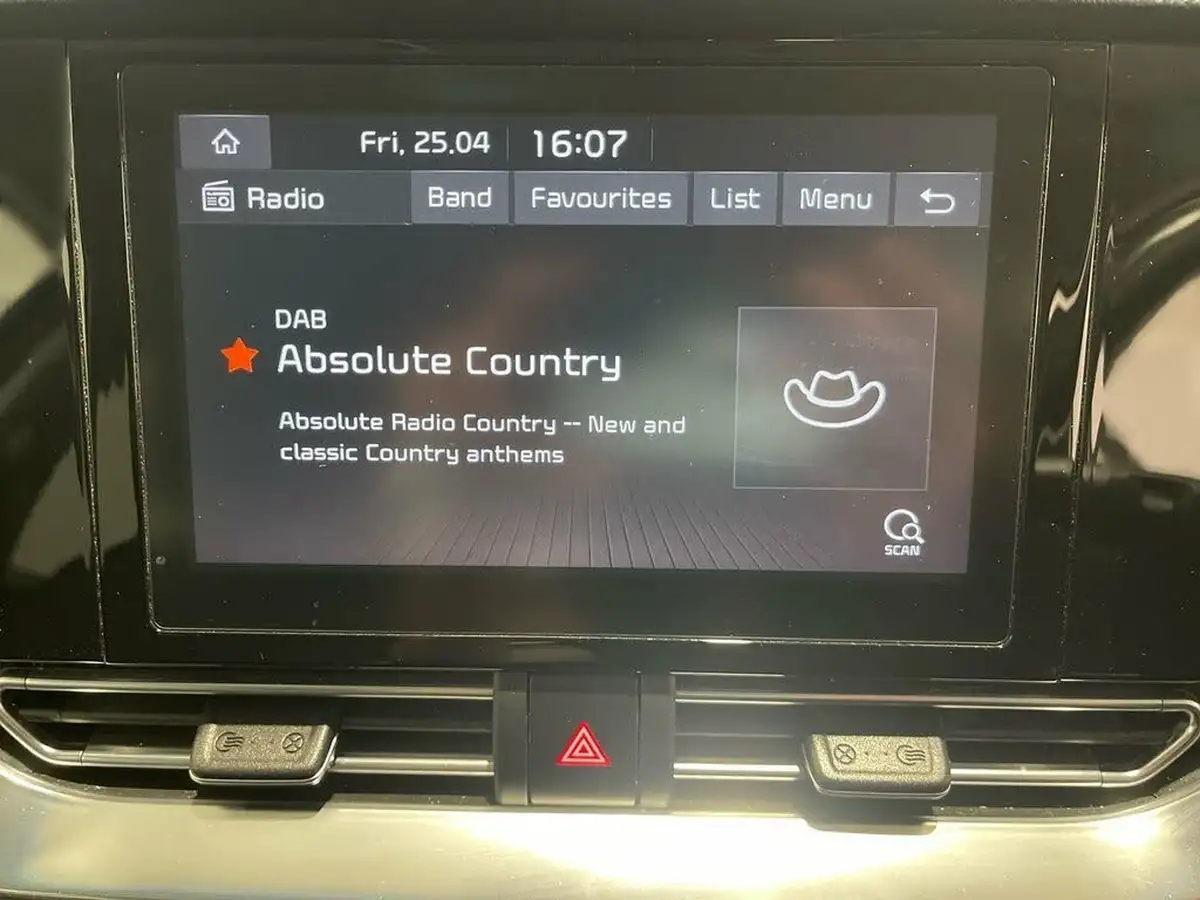 Fri, 25.04 16:07
Radio Band Favourites List Menu
DAB
Absolute Country
Absolute Radio Country -- New and
classic Country anthems
SCAN